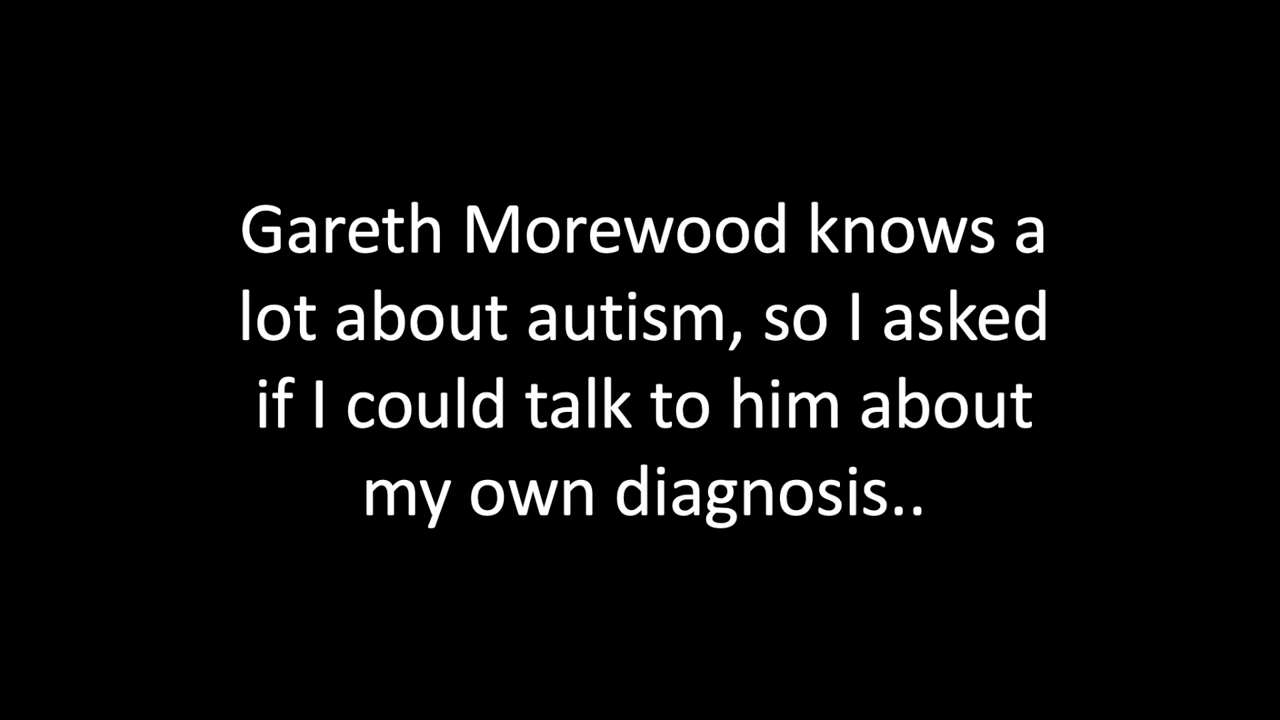 Gareth Morewood knows a
lot about autism, so I asked
if I could talk to him about
my own diagnosis..